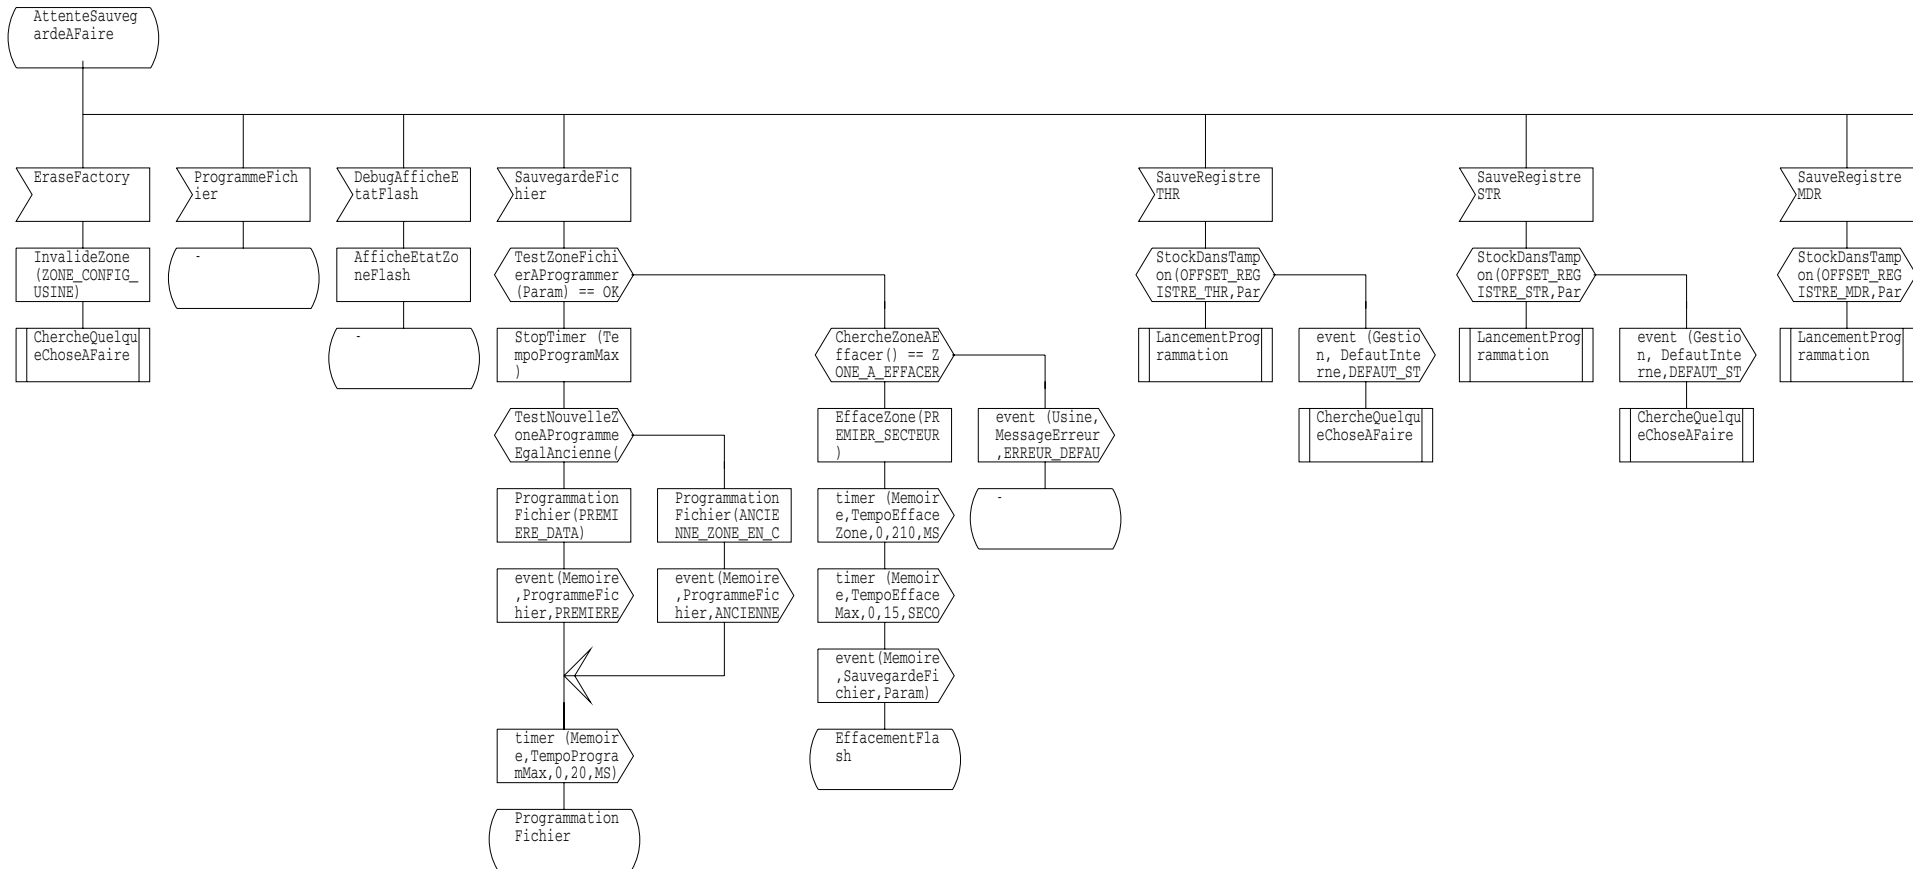 AttenteSauveg
ardeAFaire
EraseFactory
ProgrammeFich
ier
DebugAfficheE
tatFlash
SauvegardeFic
hier
SauveRegistre
THR
SauveRegistre
STR
SauveRegistre
MDR
InvalideZone
(ZONE_CONFIG_
USINE)
-
AfficheEtatZo
neFlash
TestZoneFichi
erAProgrammer
(Param) == OK
StockDansTamp
on(OFFSET_REG
ISTRE_THR,Par
StockDansTamp
on(OFFSET_REG
ISTRE_STR,Par
StockDansTamp
on(OFFSET_REG
ISTRE_MDR,Par
ChercheQuelqu
eChoseAFaire
-
StopTimer (Te
mpoProgramMax
)
ChercheZoneAE
ffacer() == Z
ONE_A_EFFACER
LancementProg
rammation
event (Gestio
n, DefautInte
rne,DEFAUT_ST
LancementProg
rammation
event (Gestio
n, DefautInte
rne,DEFAUT_ST
LancementProg
rammation
TestNouvelleZ
oneAProgramme
EgalAncienne(
EffaceZone(PR
EMIER_SECTEUR
)
event (Usine,
MessageErreur
,ERREUR_DEFAU
ChercheQuelqu
eChoseAFaire
ChercheQuelqu
eChoseAFaire
Programmation
Fichier(PREMI
ERE_DATA)
Programmation
Fichier(ANCIE
NNE_ZONE_EN_C
timer (Memoir
e,TempoEfface
Zone,0,210,MS
-
event(Memoire
,ProgrammeFic
hier,PREMIERE
event(Memoire
,ProgrammeFic
hier,ANCIENNE
timer (Memoir
e,TempoEfface
Max,0,15,SECO
event(Memoire
,SauvegardeFi
chier,Param)
timer (Memoir
e,TempoProgra
mMax,0,20,MS)
EffacementFla
sh
Programmation
Fichier